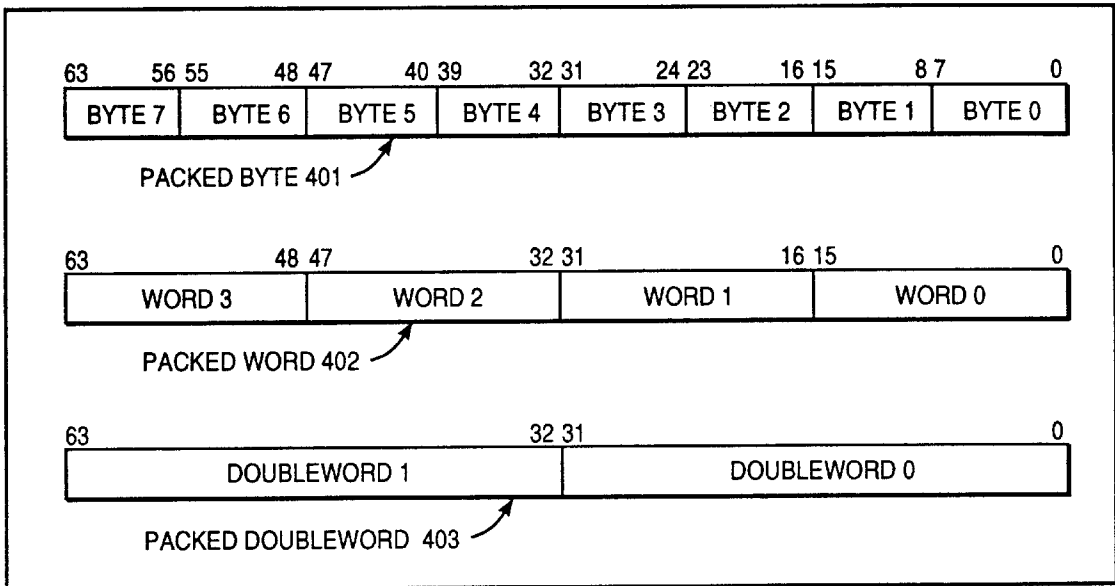 63 56 55 48 47 40 39 32 31 24 23 16 15 8 7 0
BYTE 7 BYTE 6 BYTE 5 BYTE 4 BYTE 3 BYTE 2 BYTE 1 BYTE 0
PACKED BYTE 401
63 48 47 32 31 16 15 0
WORD 3 WORD 2 WORD 1 WORD 0
PACKED WORD 402
63 32 31 0
DOUBLEWORD 1 DOUBLEWORD 0
PACKED DOUBLEWORD 403